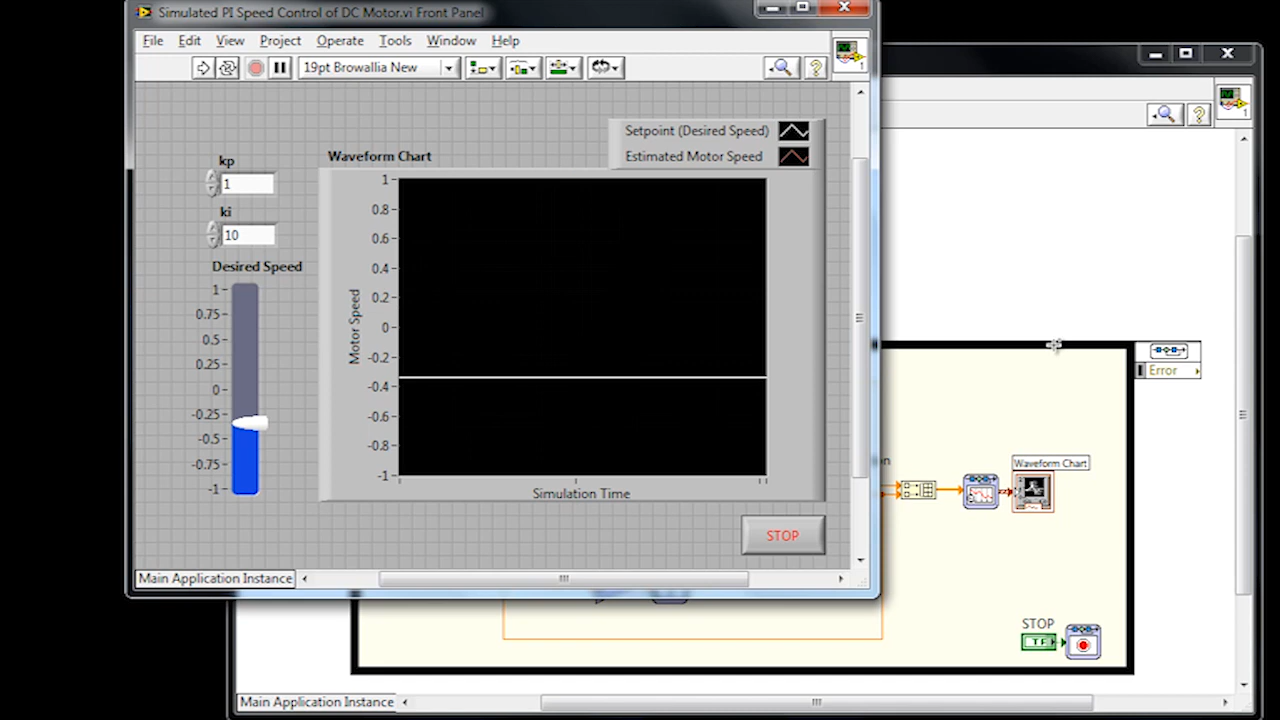 Simulated PI Speed Control of DC Motor.vi Front Panel
File Edit View Project Operate Tools Window Help
19pt Browallia New
1
1
Setpoint (Desired Speed)
Estimated Motor Speed
kp
1
ki
10
Desired Speed
1
0.75
0.5
0.25
0
-0.25
-0.5
-0.75
-1
Waveform Chart
Motor Speed
1
0.8
0.6
0.4
0.2
0
-0.2
-0.4
-0.6
-0.8
-1
Simulation Time
STOP
Main Application Instance
Error
Waveform Chart
STOP
TF
Main Application Instance